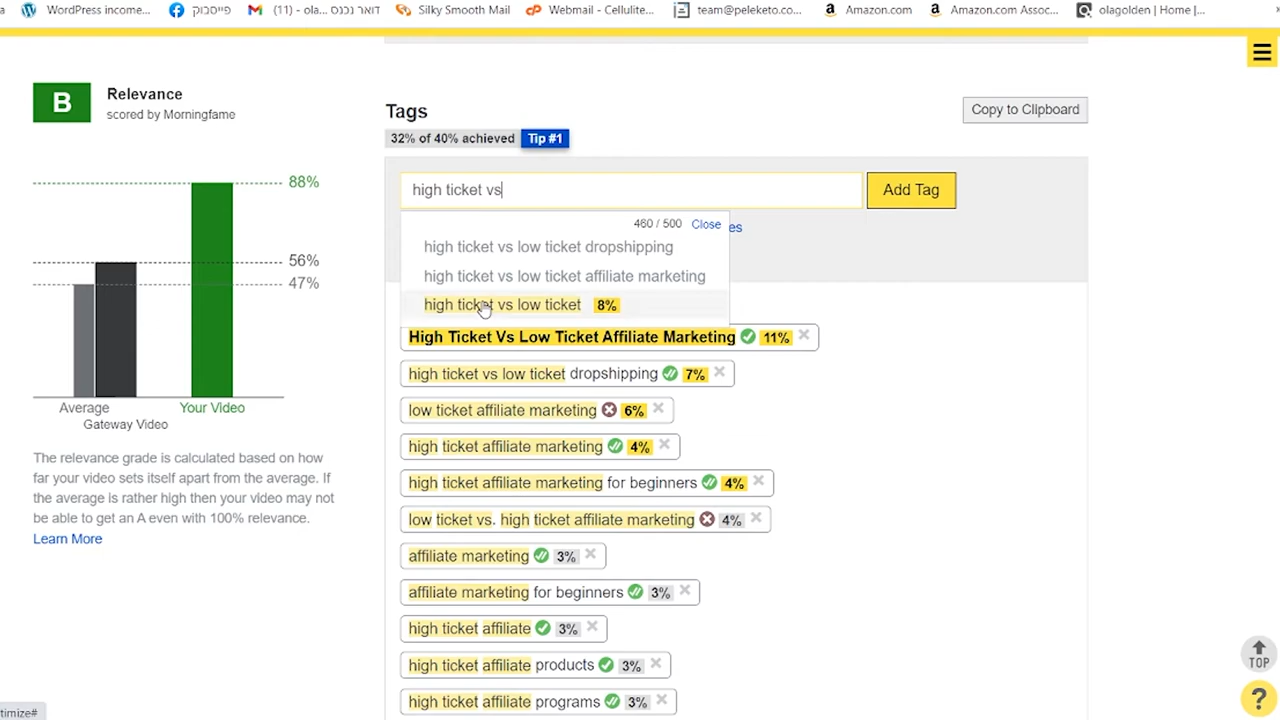 a
WordPress income...
פייסבוק
דואר נכנס (11) - ola...
Silky Smooth Mail
Webmail - Cellulite...
team@peleketo.co...
Amazon.com
Amazon.com Assoc...
olagolden | Home |...
B
Relevance
scored by Morningfame
88%
56%
47%
Average
Your Video
Gateway Video
The relevance grade is calculated based on how
far your video sets itself apart from the average. If
the average is rather high then your video may not
be able to get an A even with 100% relevance.
Learn More
timize#
Tags
Copy to Clipboard
32% of 40% achieved Tip #1
high ticket vs
Add Tag
460 / 500 Close
es
high ticket vs low ticket dropshipping
high ticket vs low ticket affiliate marketing
high ticket vs low ticket 8%
High Ticket Vs Low Ticket Affiliate Marketing 11%
high ticket vs low ticket dropshipping 7%
low ticket affiliate marketing 6%
high ticket affiliate marketing 4%
high ticket affiliate marketing for beginners 4%
low ticket vs. high ticket affiliate marketing 4%
affiliate marketing 3%
affiliate marketing for beginners 3%
high ticket affiliate 3%
high ticket affiliate products 3%
high ticket affiliate programs 3%
TOP
?